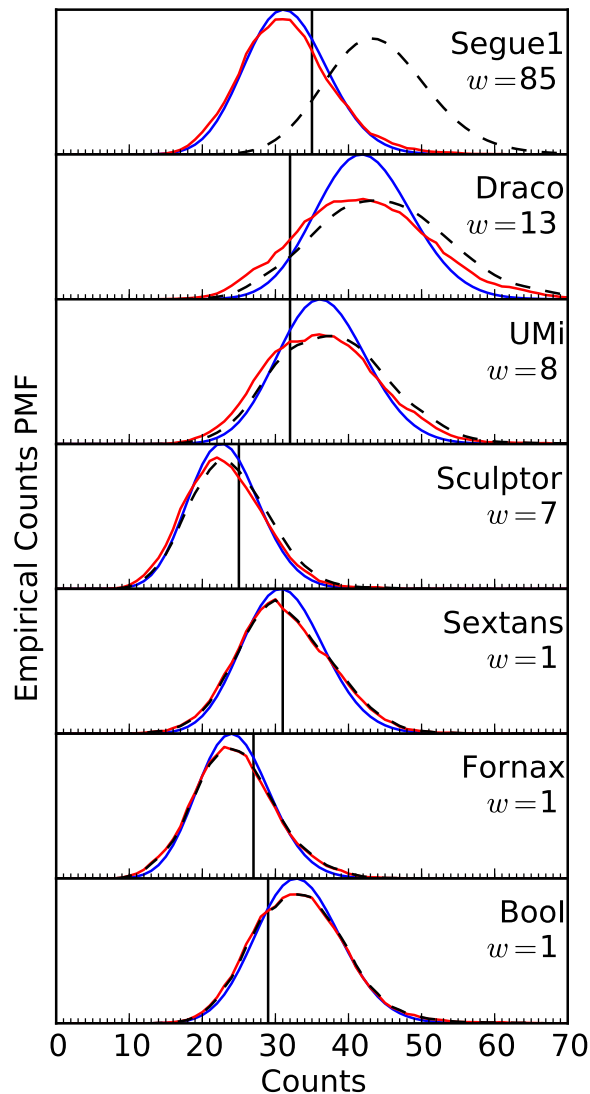 Segue1
w=85
Draco
w=13
UMi
w=8
Sculptor
w=7
Sextans
w=1
Fornax
w=1
BooI
w=1
Empirical Counts PMF
0 10 20 30 40 50 60 70
Counts